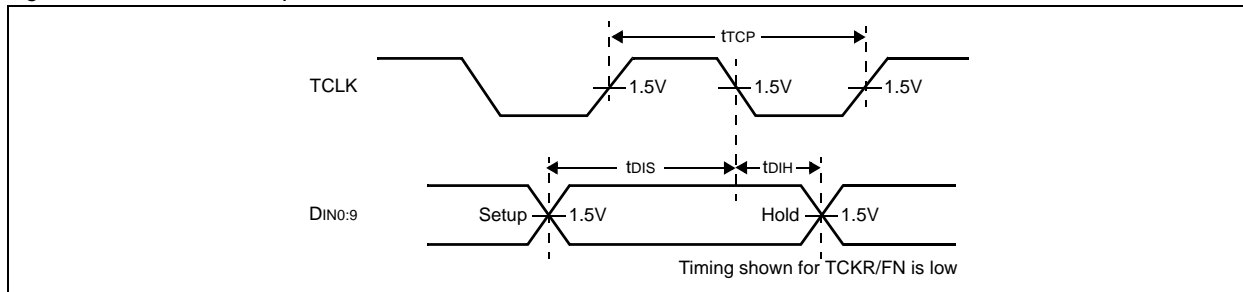 tTCP
TCLK
1.5V
1.5V
1.5V
tDIS
tDIH
DIN0:9
Setup
1.5V
Hold
1.5V
Timing shown for TCKR/FN is low